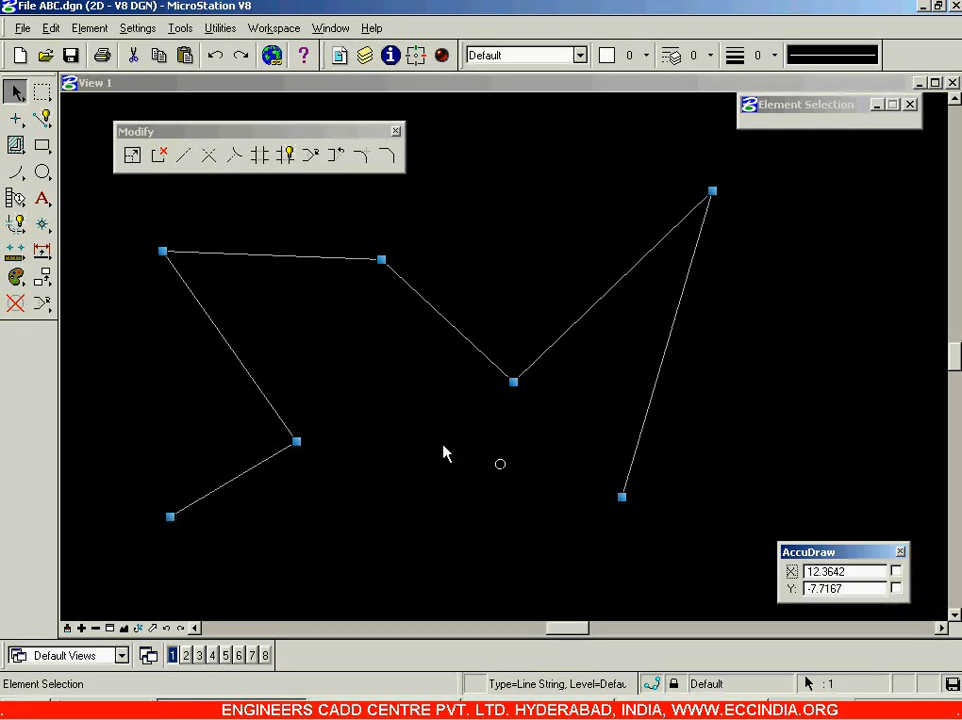 File ABC.dgn (2D - V8 DGN) - MicroStation V8
File Edit Element Settings Tools Utilities Workspace Window Help
Default 0 0 0
View 1
Element Selection
Modify
AccuDraw
X: 12.3642
Y: -7.7167
Default Views 1 2 3 4 5 6 7 8
Element Selection Type=Line String, Level=Defau Default : 1
ENGINEERS CADD CENTRE PVT. LTD. HYDERABAD, INDIA, WWW.ECCINDIA.ORG